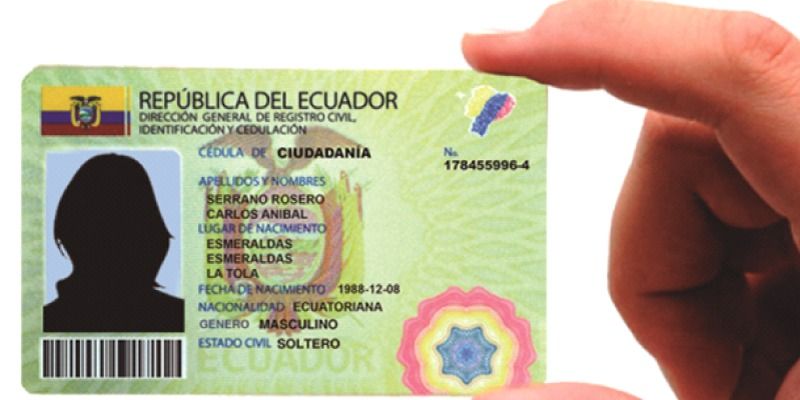 REPÚBLICA DEL ECUADOR
DIRECCIÓN GENERAL DE REGISTRO CIVIL,
IDENTIFICACIÓN Y CEDULACIÓN
CÉDULA DE CIUDADANÍA
No. 178455996-4
APELLIDOS Y NOMBRES
SERRANO ROSERO
CARLOS ANIBAL
LUGAR DE NACIMIENTO
ESMERALDAS
ESMERALDAS
LA TOLA
FECHA DE NACIMIENTO 1988-12-08
NACIONALIDAD ECUATORIANA
GENERO MASCULINO
ESTADO CIVIL SOLTERO
ECUADOR